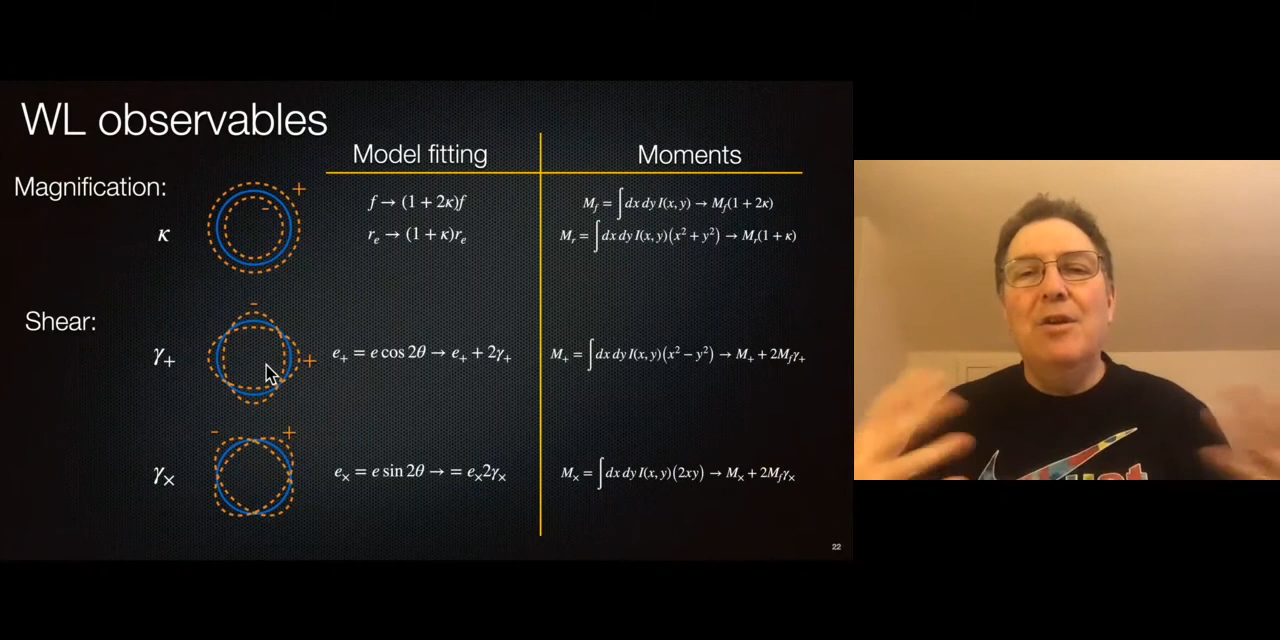 WL observables
Model fitting
Moments
Magnification:
κ
+
-
f → (1 + 2κ)f
r_e → (1 + κ)r_e
M_f = ∫dx dy I(x, y) → M_f(1 + 2κ)
M_r = ∫dx dy I(x, y)(x² + y²) → M_r(1 + κ)
Shear:
γ₊
-
+
e₊ = e cos 2θ → e₊ + 2γ₊
M₊ = ∫dx dy I(x, y)(x² − y²) → M₊ + 2M_fγ₊
γ×
-
+
e× = e sin 2θ → = e×2γ×
M× = ∫dx dy I(x, y)(2xy) → M× + 2M_fγ×
22